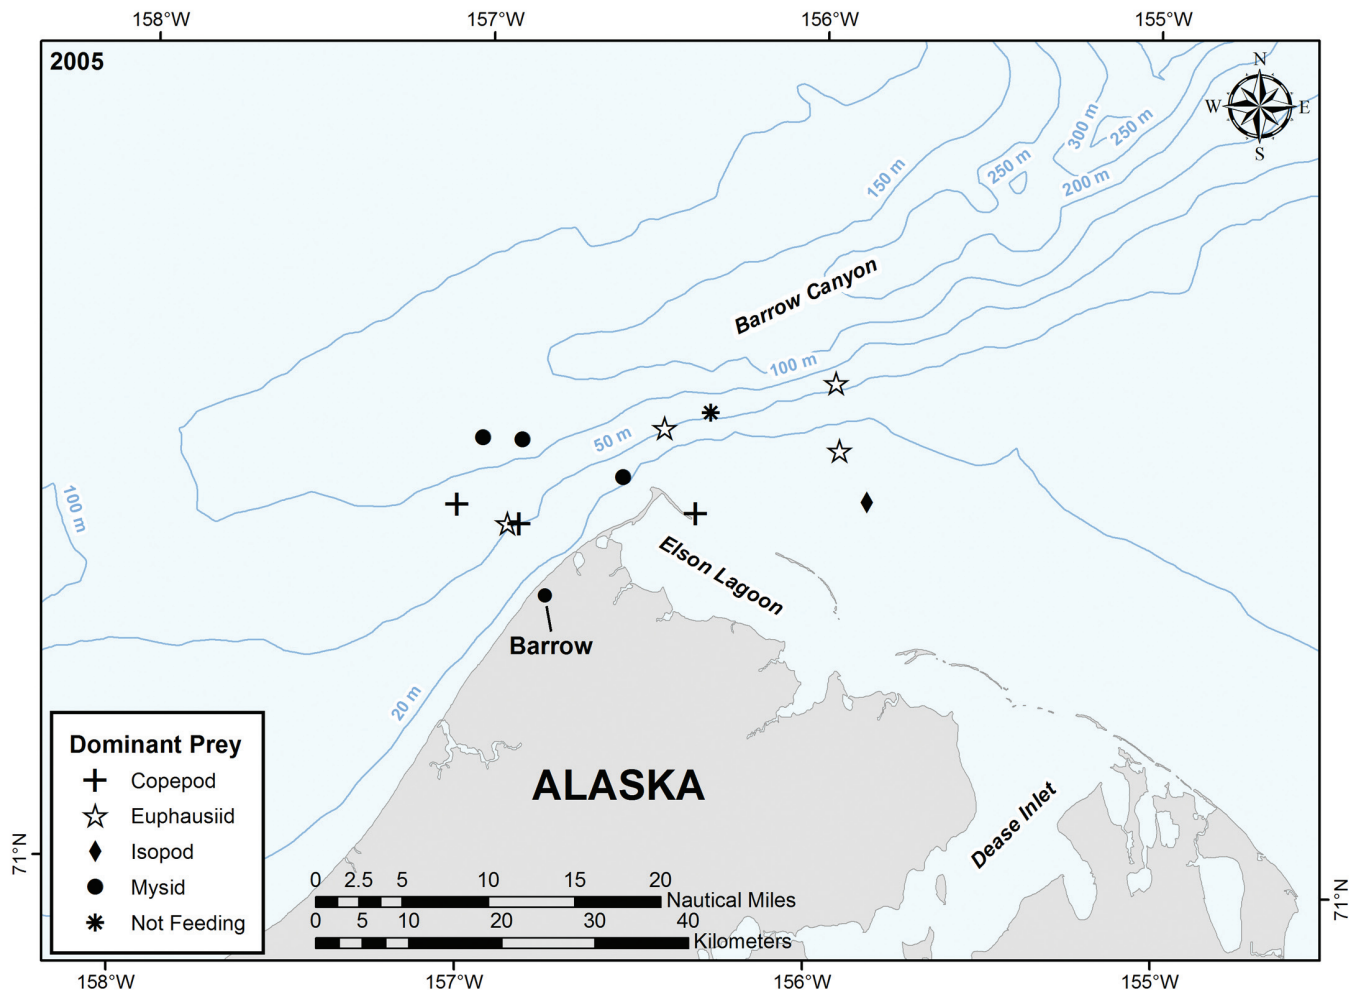 158°W 157°W 156°W 155°W
2005
N
W E
S
300 m
250 m
150 m
250 m
200 m
Barrow Canyon
100 m
50 m
100 m
Elson Lagoon
Barrow
20 m
ALASKA
Dease Inlet
Dominant Prey
Copepod
Euphausiid
Isopod
Mysid
Not Feeding
71°N
71°N
0 2.5 5 10 15 20
Nautical Miles
0 5 10 20 30 40
Kilometers
158°W 157°W 156°W 155°W